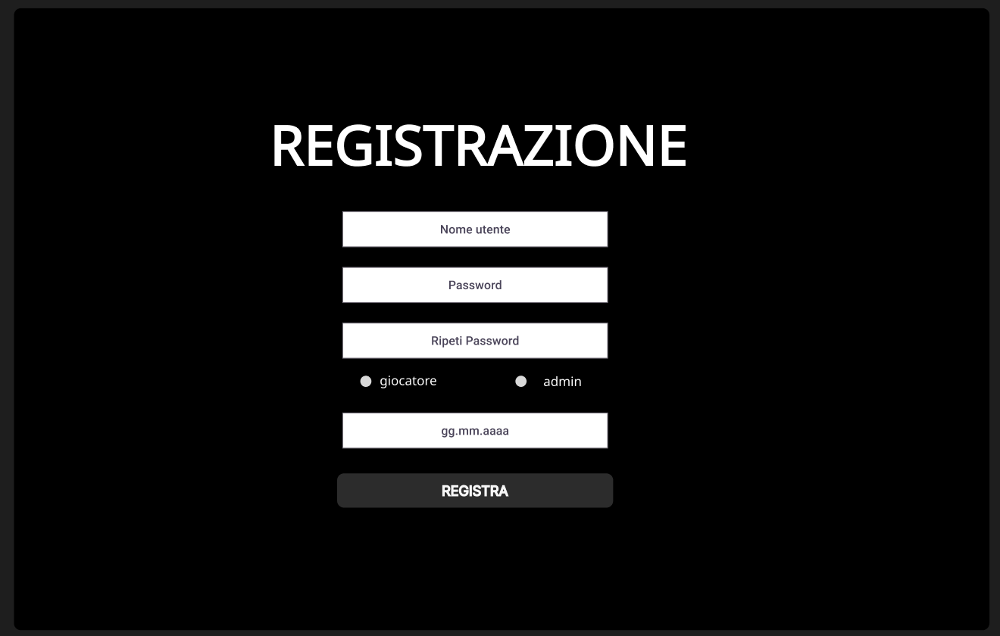 REGISTRAZIONE
Nome utente
Password
Ripeti Password
giocatore admin
gg.mm.aaaa
REGISTRA